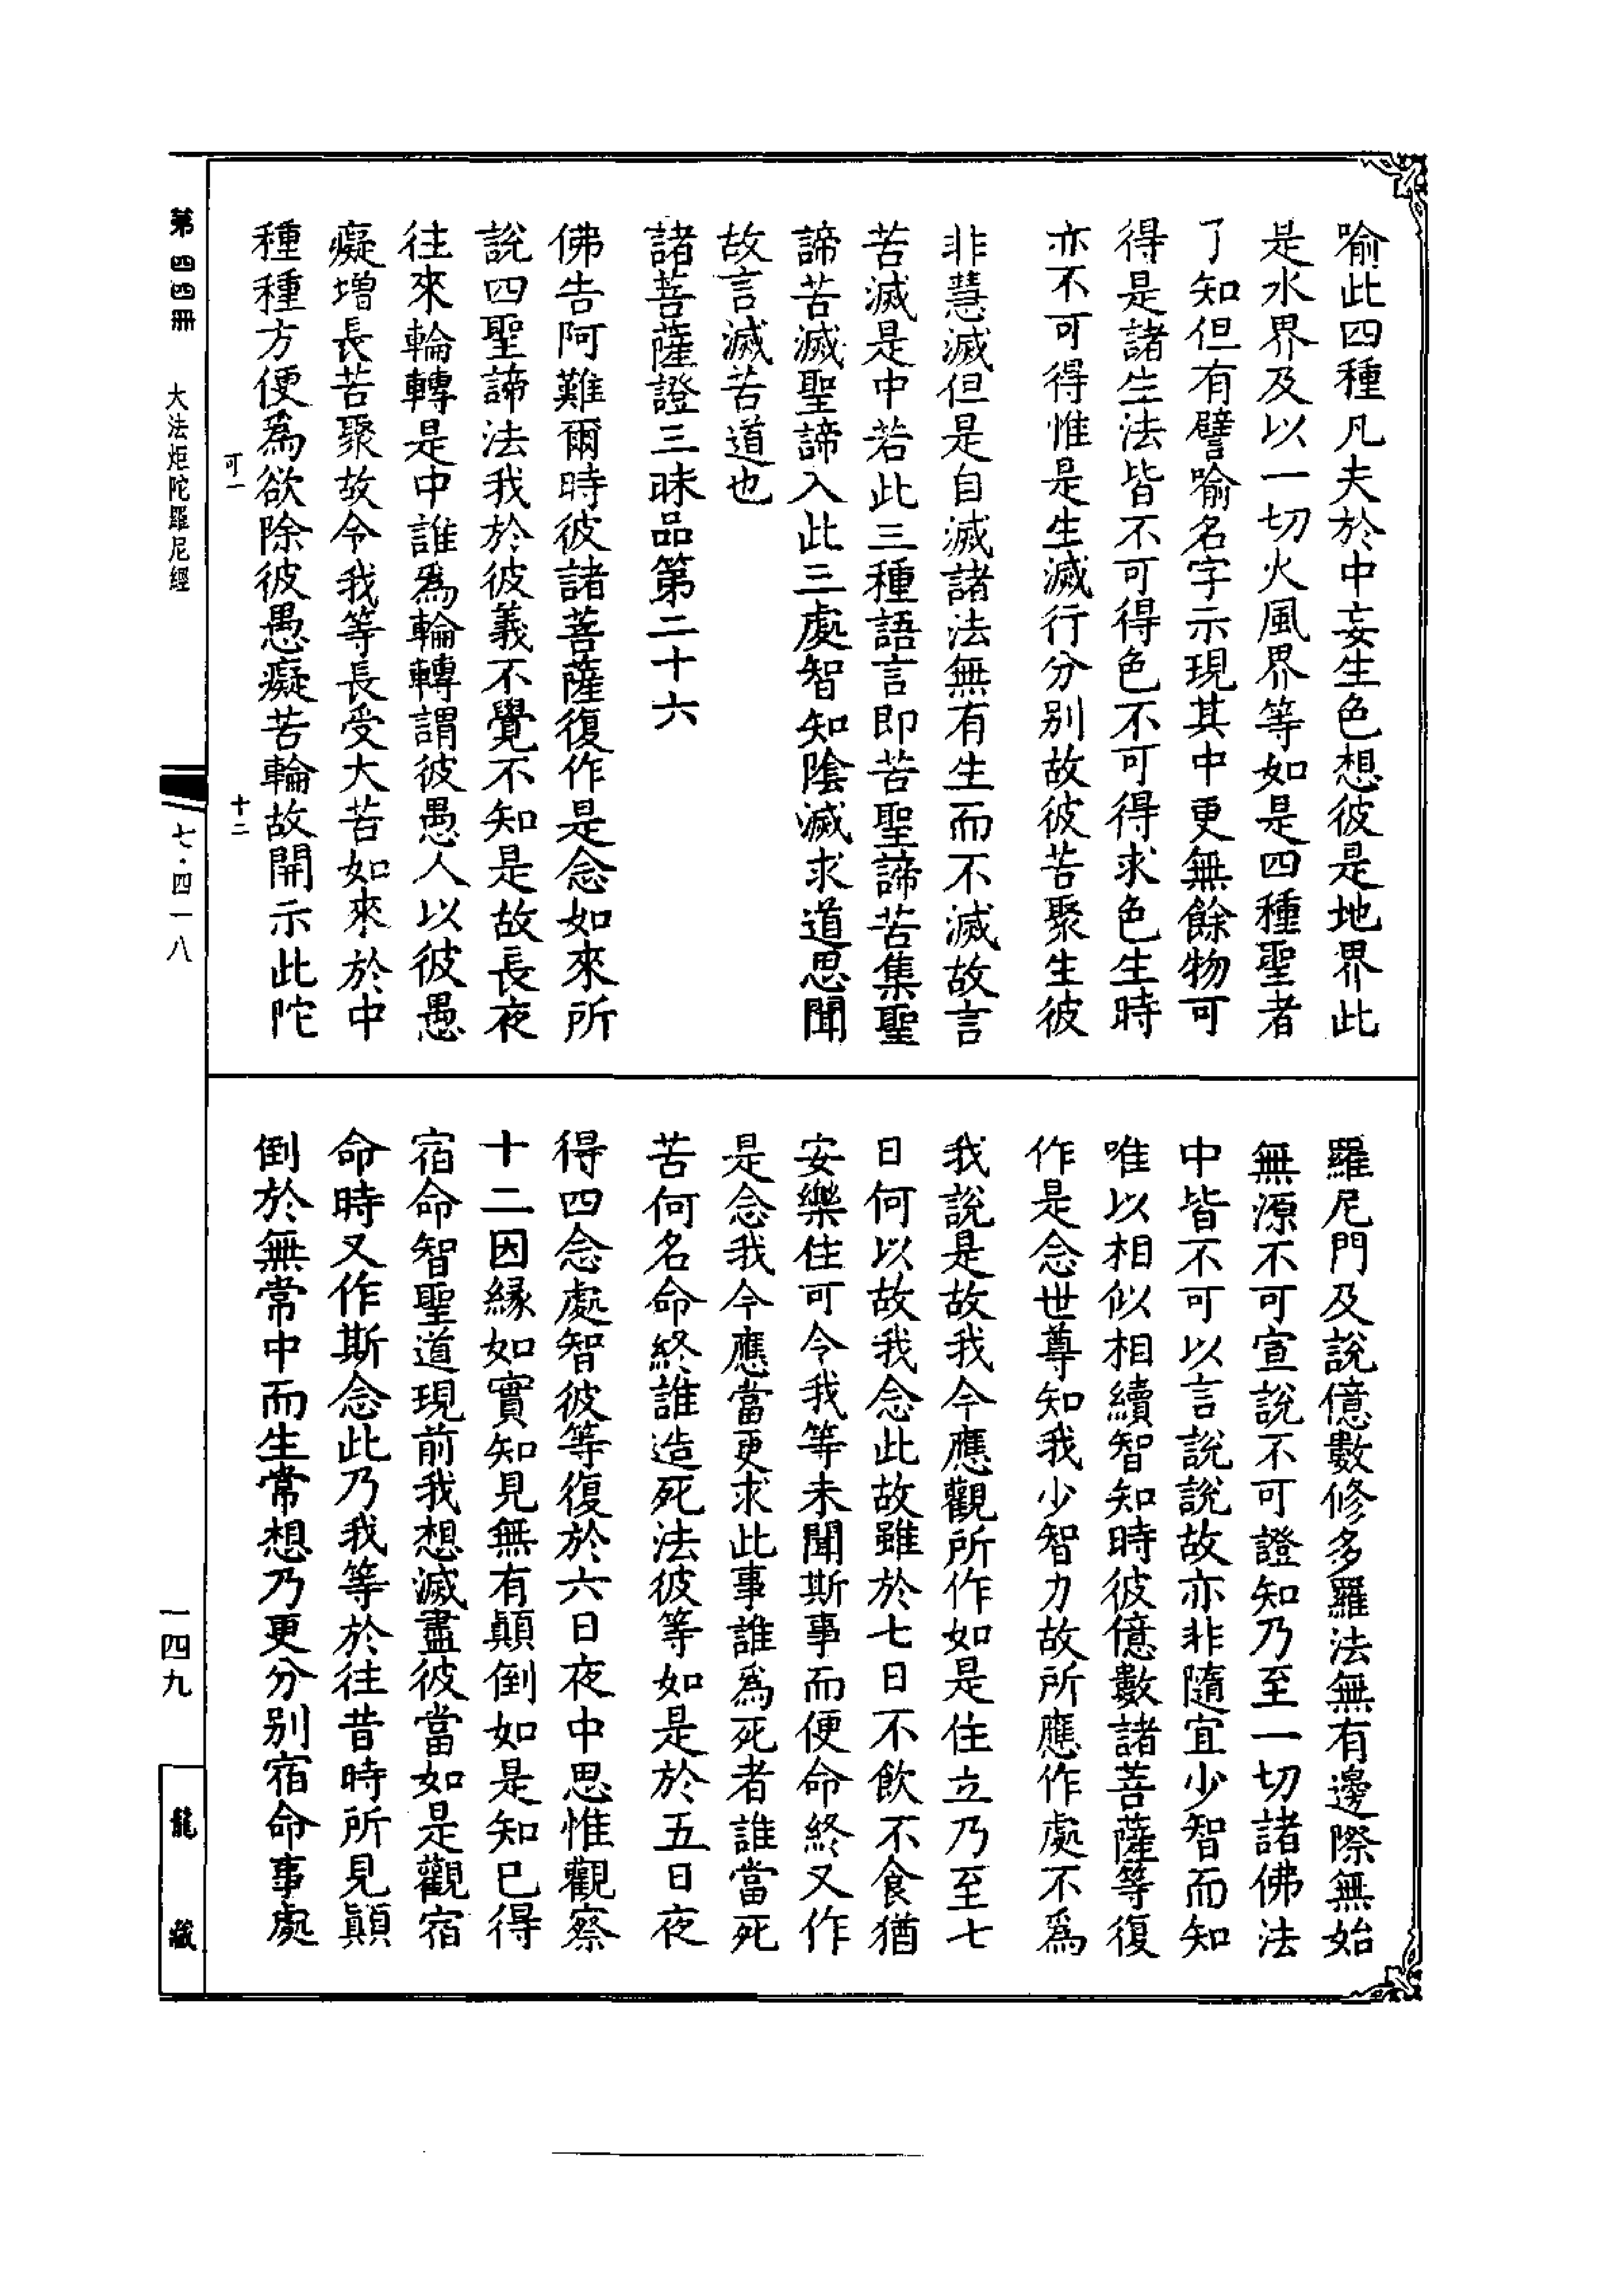 喻此四種凡夫於中妄生色想彼是地界此
是水界及以一切火風界等如是四種聖者
了知但有譬喻名字示現其中更無餘物可
得是諸生法皆不可得色不可得求色生時
亦不可得惟是生滅行分別故彼苦聚生彼
非慧滅但是自滅諸法無有生而不滅故言
苦滅是中若此三種語言即苦聖諦苦集聖
諦苦滅聖諦入此三處智知陰滅求道思聞
故言滅苦道也
諸菩薩證三昧品第二十六
佛告阿難爾時彼諸菩薩復作是念如來所
說四聖諦法我於彼義不覺不知是故長夜
往來輪轉是中誰爲輪轉謂彼愚人以彼愚
癡增長苦聚故令我等長受大苦如來於中
種種方便爲欲除彼愚癡苦輪故開示此陀
羅尼門及說億數修多羅法無有邊際無始
無源不可宣說不可證知乃至一切諸佛法
中皆不可以言說說故亦非隨宜少智而知
唯以相似相續智知時彼億數諸菩薩等復
作是念世尊知我少智力故所應作處不爲
我說是故我今應觀所作如是住立乃至七
日何以故我念此故雖於七日不飲不食猶
安樂住可令我等未聞斯事而便命終又作
是念我今應當更求此事誰爲死者誰當死
苦何名命終誰造死法彼等如是於五日夜
得四念處智彼等復於六日夜中思惟觀察
十二因緣如實知見無有顛倒如是知已得
宿命智聖道現前我想滅盡彼當如是觀宿
命時又作斯念此乃我等於往昔時所見顛
倒於無常中而生常想乃更分別宿命事處
可一
十二
第四四冊
大法炬陀羅尼經
七·四一八
一四九
龍藏